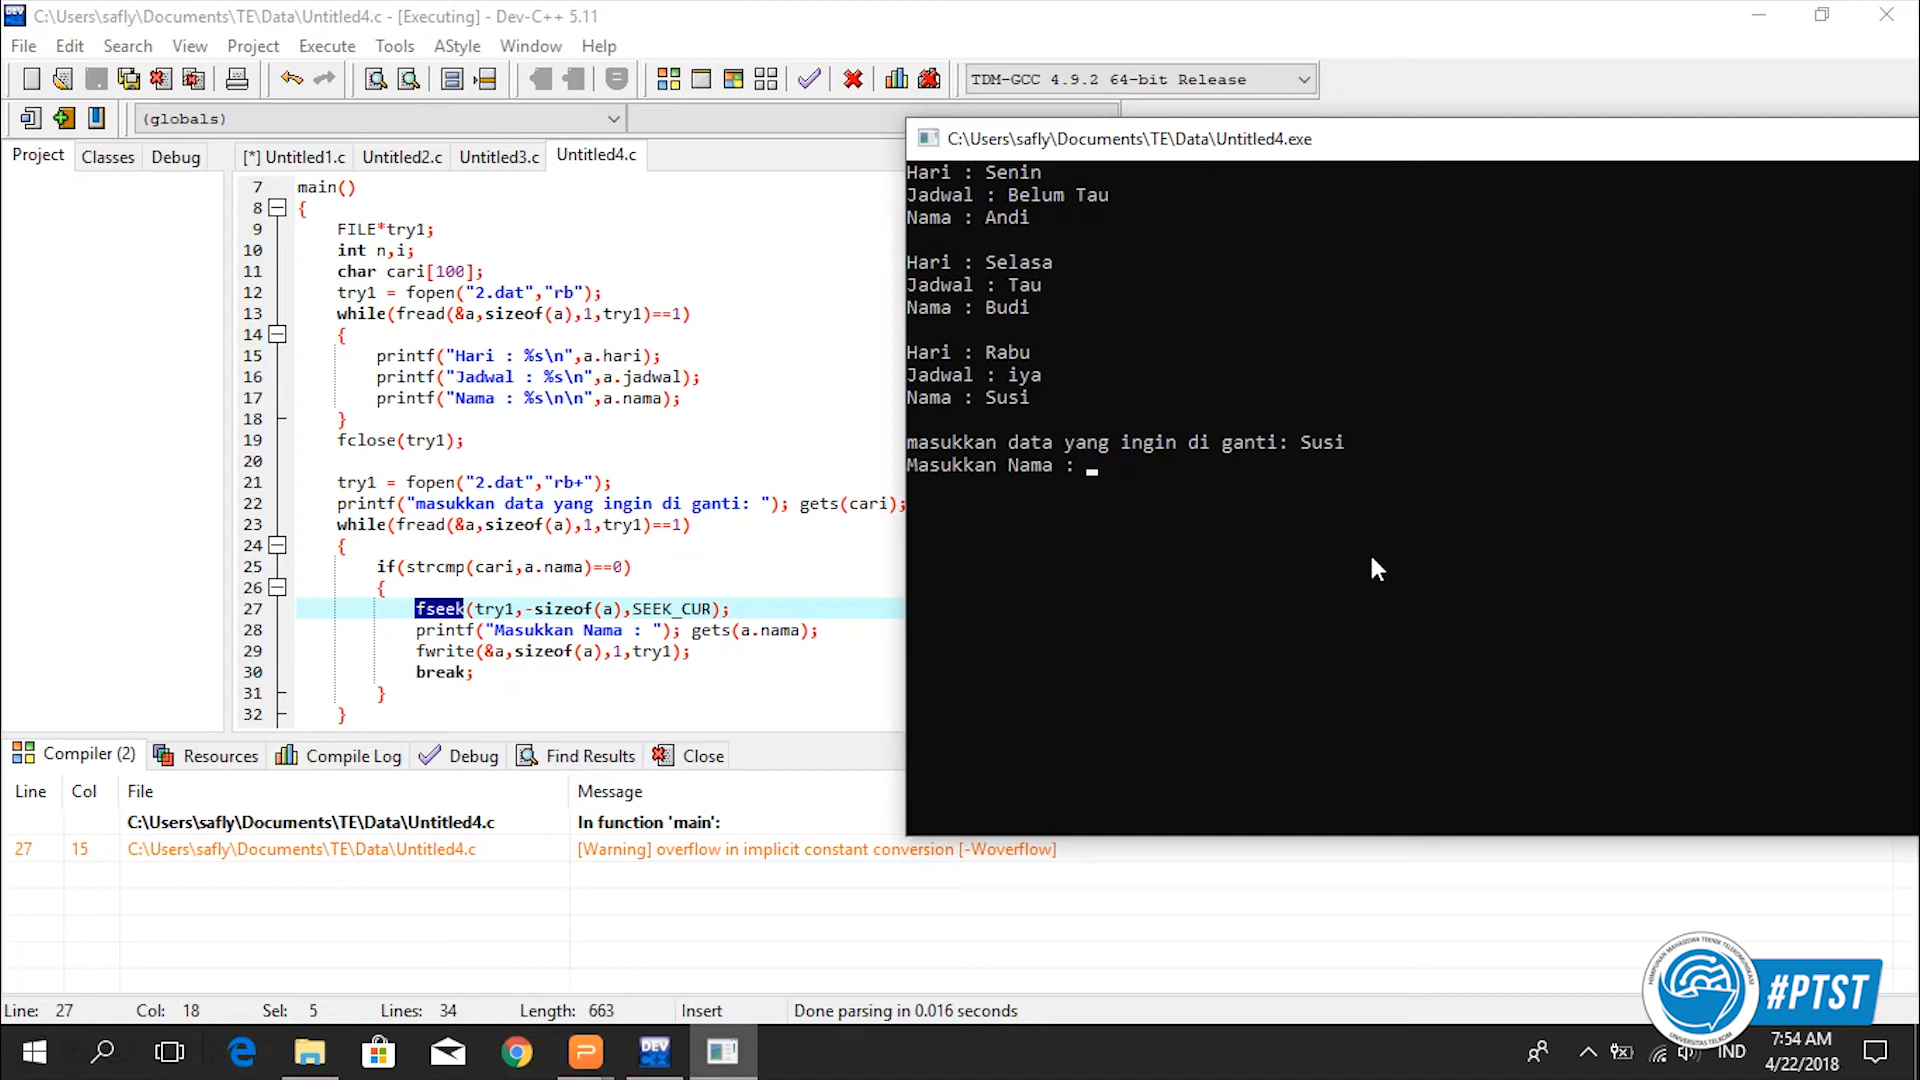 C:\Users\safly\Documents\TE\Data\Untitled4.c - [Executing] - Dev-C++ 5.11
File Edit Search View Project Execute Tools AStyle Window Help
TDM-GCC 4.9.2 64-bit Release
(globals)
Project Classes Debug
[*] Untitled1.c Untitled2.c Untitled3.c Untitled4.c
7 main()
8 {
9 FILE*try1;
10 int n,i;
11 char cari[100];
12 try1 = fopen("2.dat","rb");
13 while(fread(&a,sizeof(a),1,try1)==1)
14 {
15 printf("Hari : %s\n",a.hari);
16 printf("Jadwal : %s\n",a.jadwal);
17 printf("Nama : %s\n\n",a.nama);
18 }
19 fclose(try1);
20
21 try1 = fopen("2.dat","rb+");
22 printf("masukkan data yang ingin di ganti: "); gets(cari);
23 while(fread(&a,sizeof(a),1,try1)==1)
24 {
25 if(strcmp(cari,a.nama)==0)
26 {
27 fseek(try1,-sizeof(a),SEEK_CUR);
28 printf("Masukkan Nama : "); gets(a.nama);
29 fwrite(&a,sizeof(a),1,try1);
30 break;
31 }
32 }
C:\Users\safly\Documents\TE\Data\Untitled4.exe
Hari : Senin
Jadwal : Belum Tau
Nama : Andi
Hari : Selasa
Jadwal : Tau
Nama : Budi
Hari : Rabu
Jadwal : iya
Nama : Susi
masukkan data yang ingin di ganti: Susi
Masukkan Nama :
Compiler (2) Resources Compile Log Debug Find Results Close
Line Col File Message
C:\Users\safly\Documents\TE\Data\Untitled4.c In function 'main':
27 15 C:\Users\safly\Documents\TE\Data\Untitled4.c [Warning] overflow in implicit constant conversion [-Woverflow]
Line: 27 Col: 18 Sel: 5 Lines: 34 Length: 663 Insert Done parsing in 0.016 seconds
HIMPUNAN MAHASISWA TEKNIK TELEKOMUNIKASI
UNIVERSITAS TELKOM
#PTST
DEV
IND
7:54 AM
4/22/2018